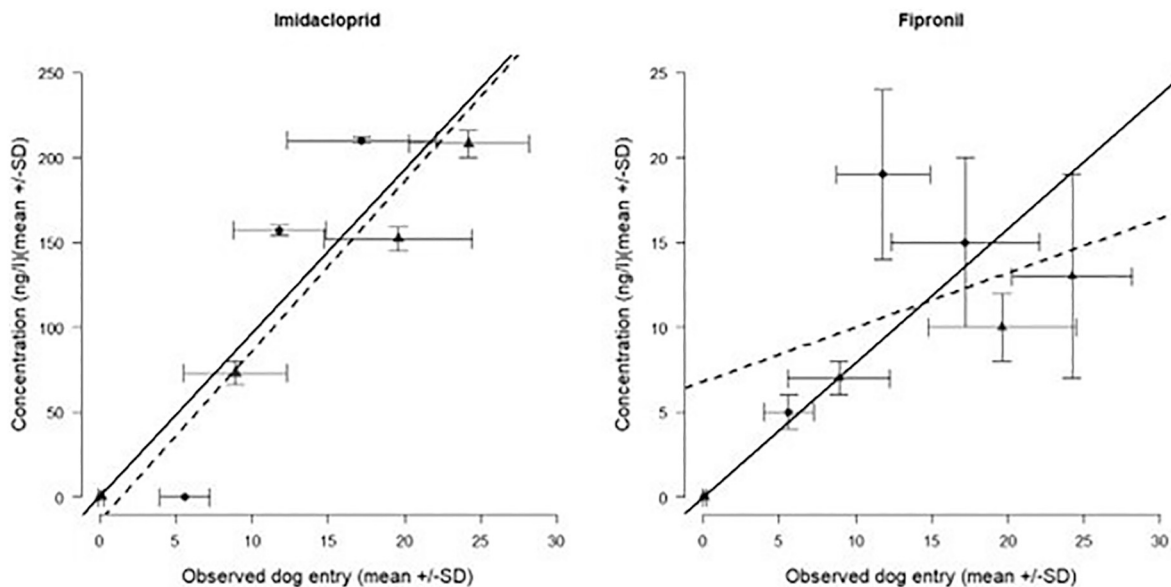 Imidacloprid
Concentration (ng/l)(mean +/-SD)
250
200
150
100
50
0
0 5 10 15 20 25 30
Observed dog entry (mean +/-SD)
Fipronil
Concentration (ng/l)(mean +/-SD)
25
20
15
10
5
0
0 5 10 15 20 25 30
Observed dog entry (mean +/-SD)